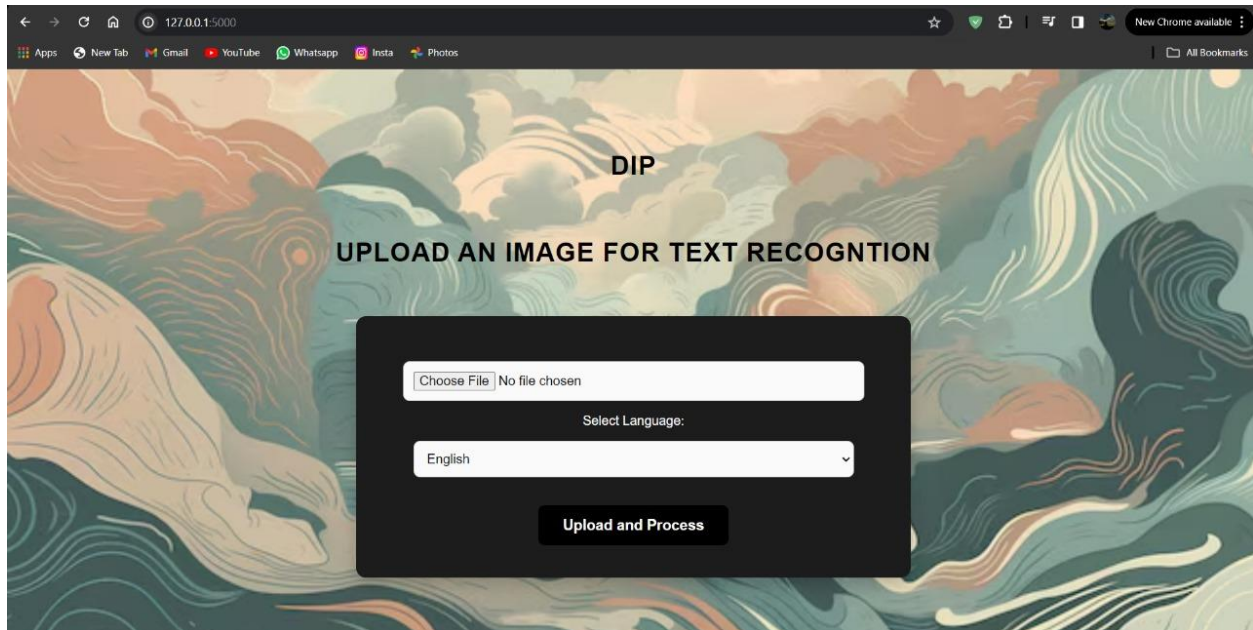 127.0.0.1:5000
New Chrome available
Apps New Tab Gmail YouTube Whatsapp Insta Photos All Bookmarks
DIP
UPLOAD AN IMAGE FOR TEXT RECOGNTION
Choose File No file chosen
Select Language:
English
Upload and Process